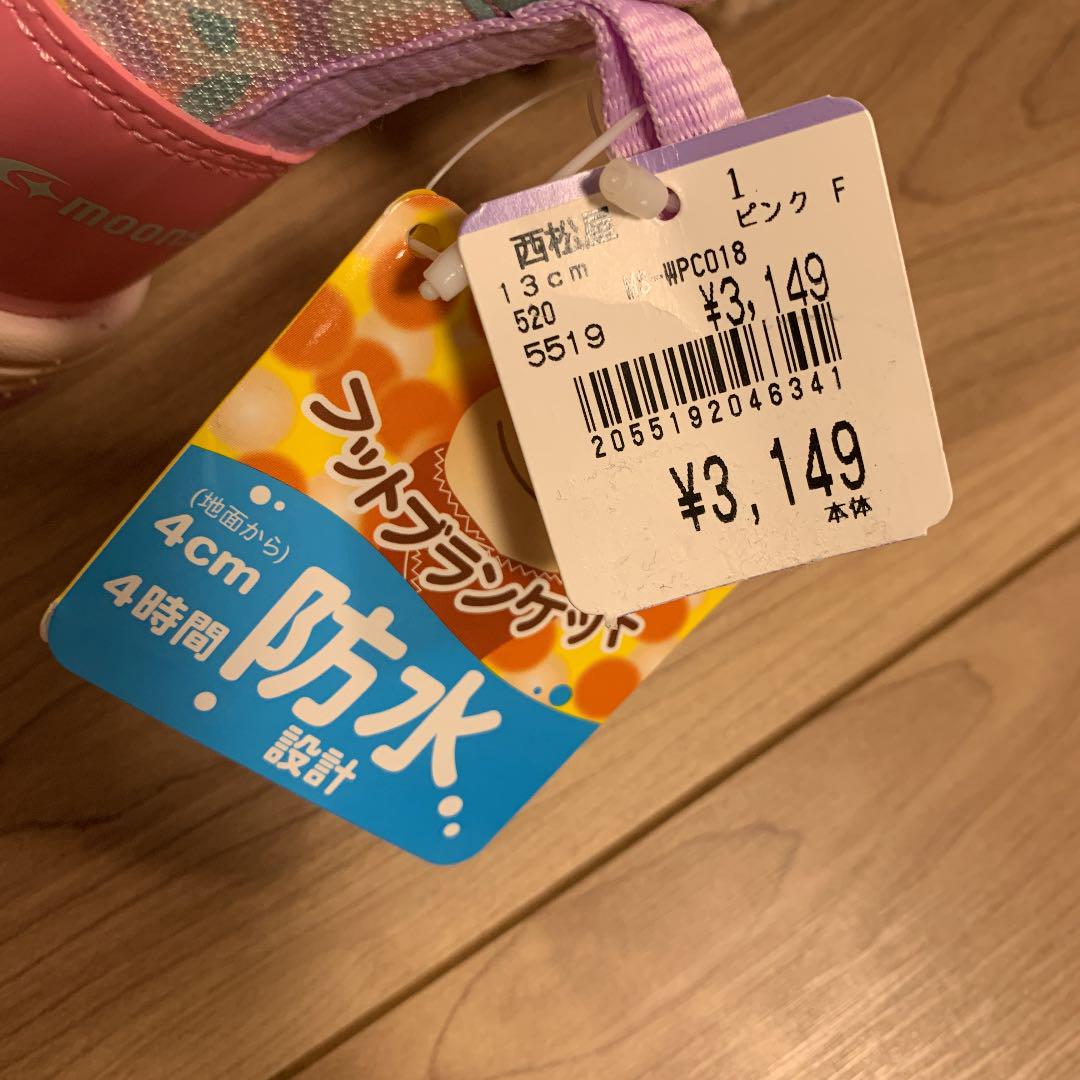 moon
西松屋
1
13cm
ピンク F
520
MS-WPC018
5519
¥3,149
2055192046341
¥3,149
本体
フットブランケット
(地面から)
4cm
4時間
防水
設計